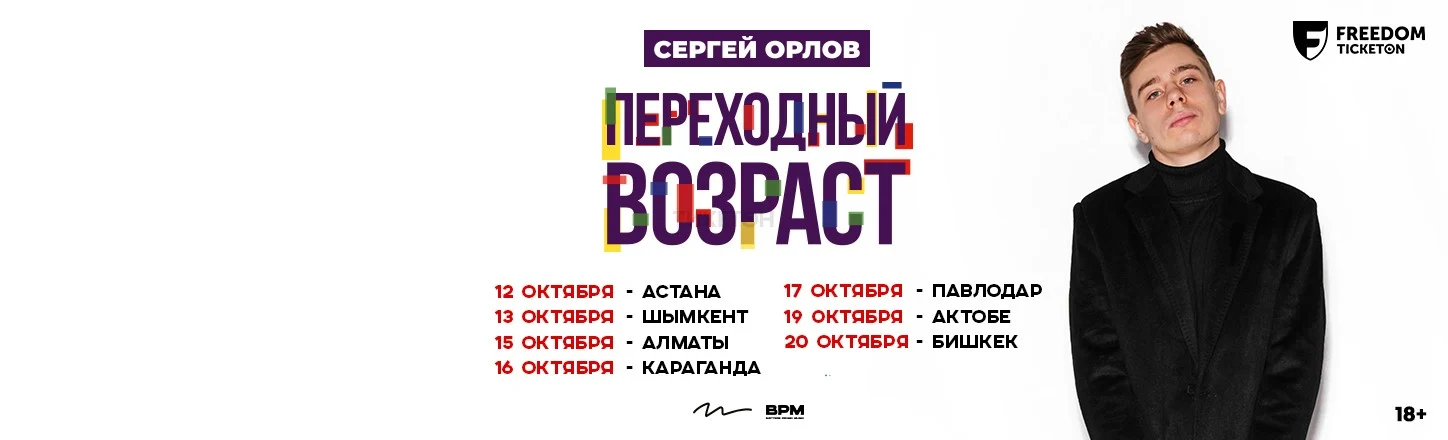 СЕРГЕЙ ОРЛОВ
ПЕРЕХОДНЫЙ
ВОЗРАСТ
12 ОКТЯБРЯ - АСТАНА
13 ОКТЯБРЯ - ШЫМКЕНТ
15 ОКТЯБРЯ - АЛМАТЫ
16 ОКТЯБРЯ - КАРАГАНДА
17 ОКТЯБРЯ - ПАВЛОДАР
19 ОКТЯБРЯ - АКТОБЕ
20 ОКТЯБРЯ - БИШКЕК
BPM
FREEDOM
TICKETON
18+